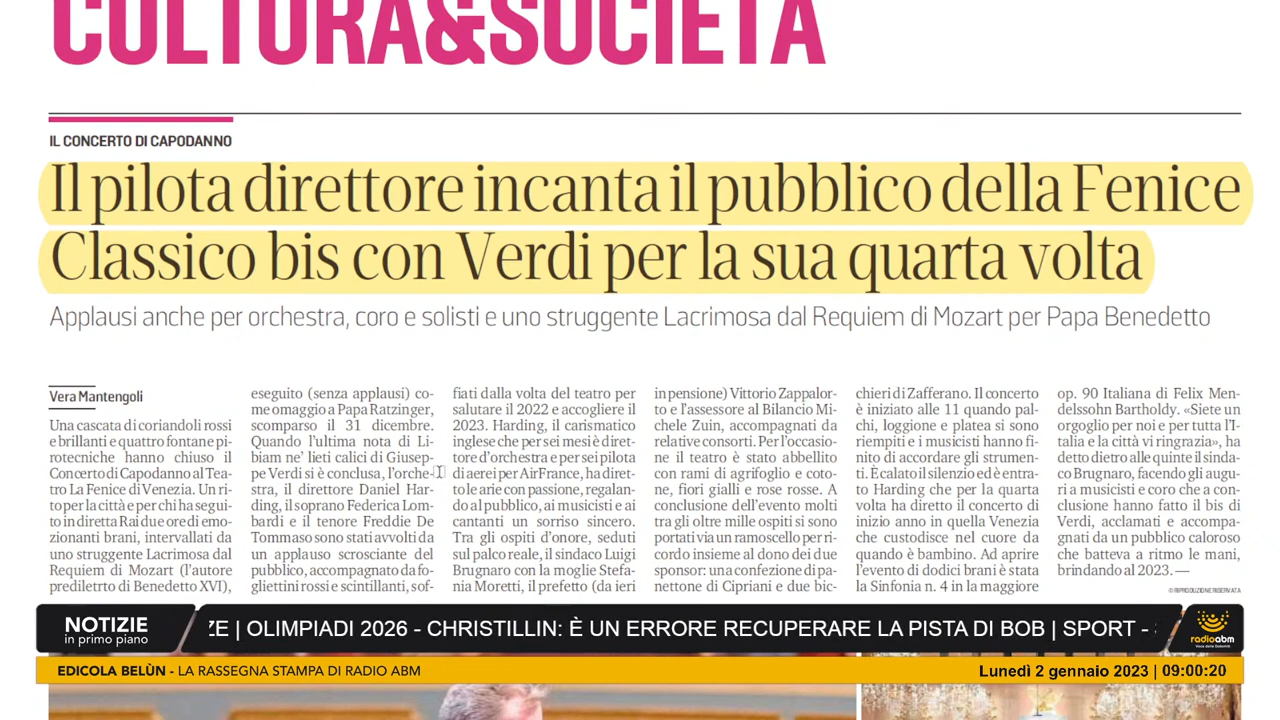 CULTURA&SOCIETÀ
IL CONCERTO DI CAPODANNO
Il pilota direttore incanta il pubblico della Fenice
Classico bis con Verdi per la sua quarta volta
Applausi anche per orchestra, coro e solisti e uno struggente Lacrimosa dal Requiem di Mozart per Papa Benedetto
Vera Mantengoli
Una cascata di coriandoli rossi
e brillanti e quattro fontane pi-
rotecniche hanno chiuso il
Concerto di Capodanno al Tea-
tro La Fenice di Venezia. Un ri-
to per la città e per chi ha segui-
to in diretta Rai due ore di emo-
zionanti brani, intervallati da
uno struggente Lacrimosa dal
Requiem di Mozart (l'autore
prediletrto di Benedetto XVI),
eseguito (senza applausi) co-
me omaggio a Papa Ratzinger,
scomparso il 31 dicembre.
Quando l'ultima nota di Li-
biam ne' lieti calici di Giusep-
pe Verdi si è conclusa, l'orche-
stra, il direttore Daniel Har-
ding, il soprano Federica Lom-
bardi e il tenore Freddie De
Tommaso sono stati avvolti da
un applauso scrosciante del
pubblico, accompagnato da fo-
gliettini rossi e scintillanti, sof-
fiati dalla volta del teatro per
salutare il 2022 e accogliere il
2023. Harding, il carismatico
inglese che per sei mesi è diret-
tore d'orchestra e per sei pilota
di aerei per AirFrance, ha diret-
to le arie con passione, regalan-
do al pubblico, ai musicisti e ai
cantanti un sorriso sincero.
Tra gli ospiti d'onore, seduti
sul palco reale, il sindaco Luigi
Brugnaro con la moglie Stefa-
nia Moretti, il prefetto (da ieri
in pensione) Vittorio Zappalor-
to e l'assessore al Bilancio Mi-
chele Zuin, accompagnati da
relative consorti. Per l'occasio-
ne il teatro è stato abbellito
con rami di agrifoglio e coto-
ne, fiori gialli e rose rosse. A
conclusione dell'evento molti
tra gli oltre mille ospiti si sono
portati via un ramoscello per ri-
cordo insieme al dono dei due
sponsor: una confezione di pa-
nettone di Cipriani e due bic-
chieri di Zafferano. Il concerto
è iniziato alle 11 quando pal-
chi, loggione e platea si sono
riempiti e i musicisti hanno fi-
nito di accordare gli strumen-
ti. È calato il silenzio ed è entra-
to Harding che per la quarta
volta ha diretto il concerto di
inizio anno in quella Venezia
che custodisce nel cuore da
quando è bambino. Ad aprire
l'evento di dodici brani è stata
la Sinfonia n. 4 in la maggiore
op. 90 Italiana di Felix Men-
delssohn Bartholdy. «Siete un
orgoglio per noi e per tutta l'I-
talia e la città vi ringrazia», ha
detto dietro alle quinte il sinda-
co Brugnaro, facendo gli augu-
ri a musicisti e coro che a con-
clusione hanno fatto il bis di
Verdi, acclamati e accompa-
gnati da un pubblico caloroso
che batteva a ritmo le mani,
brindando al 2023. —
© RIPRODUZIONE RISERVATA
NOTIZIE
in primo piano
ZE | OLIMPIADI 2026 - CHRISTILLIN: È UN ERRORE RECUPERARE LA PISTA DI BOB | SPORT -
radioabm
Voce delle Dolomiti
EDICOLA BELÙN - LA RASSEGNA STAMPA DI RADIO ABM
Lunedì 2 gennaio 2023 | 09:00:20